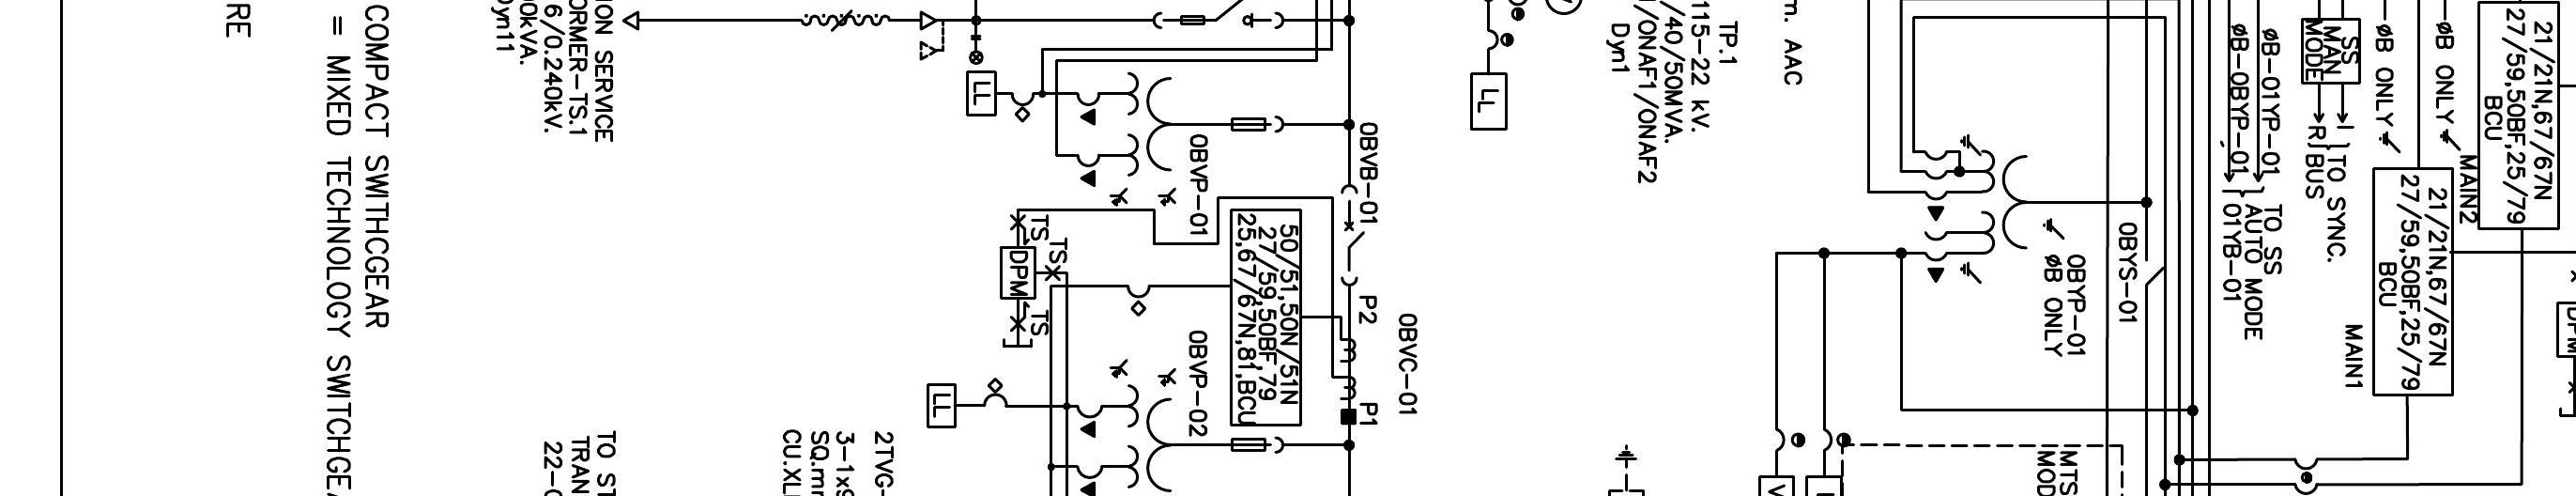 COMPACT SWITHCGEAR
= MIXED TECHNOLOGY SWITCHGEA
RE
ION SERVICE
ORMER-TS.1
6/0.240kV.
0kVA.
Dyn11
LL
0BVP-01
0BVB-01
LL
TP.1
115-22 kV.
/40/50MVA.
/ONAF1/ONAF2
Dyn1
m. AAC
TS
TS
DPM
TS
50/51,50N/51N
27/59,50BF,79
25,67/67N,81,BCU
P2
P1
0BVC-01
0BVP-02
LL
2TVG-
3-1x
SQ.m
CU.XL
TO ST
TRAN
22-
0BYS-01
0BYP-01
øB ONLY
øB-01YP-01
øB-0BYP-01
TO SS
AUTO MODE
01YB-01
SS
MAN
MODE
I
R
TO SYNC.
BUS
øB ONLY
øB ONLY
21/21N,67/67N
27/59,50BF,25/79
BCU
MAIN2
21/21N,67/67N
27/59,50BF,25/79
BCU
MAIN1
MTS
MOD
V
DPM